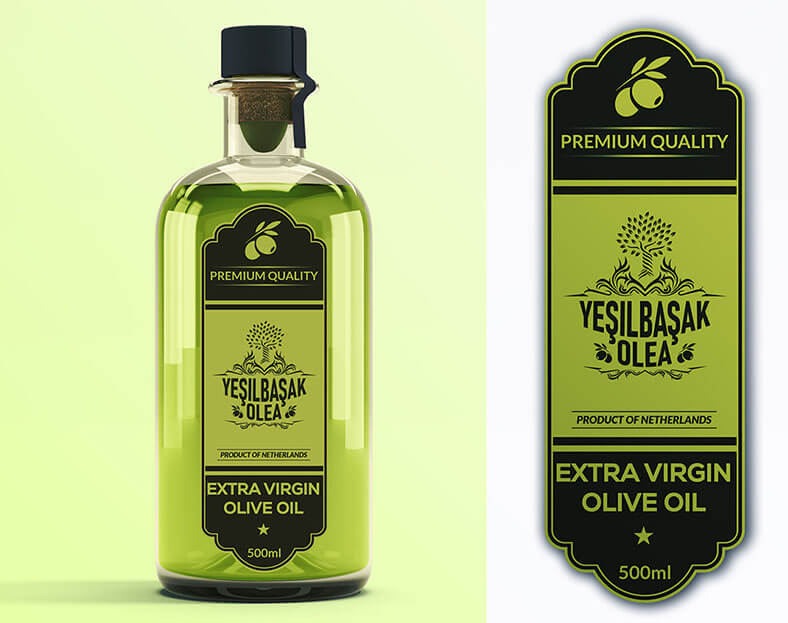 PREMIUM QUALITY
YEŞILBAŞAK
OLEA
PRODUCT OF NETHERLANDS
EXTRA VIRGIN
OLIVE OIL
500ml
PREMIUM QUALITY
YEŞILBAŞAK
OLEA
PRODUCT OF NETHERLANDS
EXTRA VIRGIN
OLIVE OIL
500ml